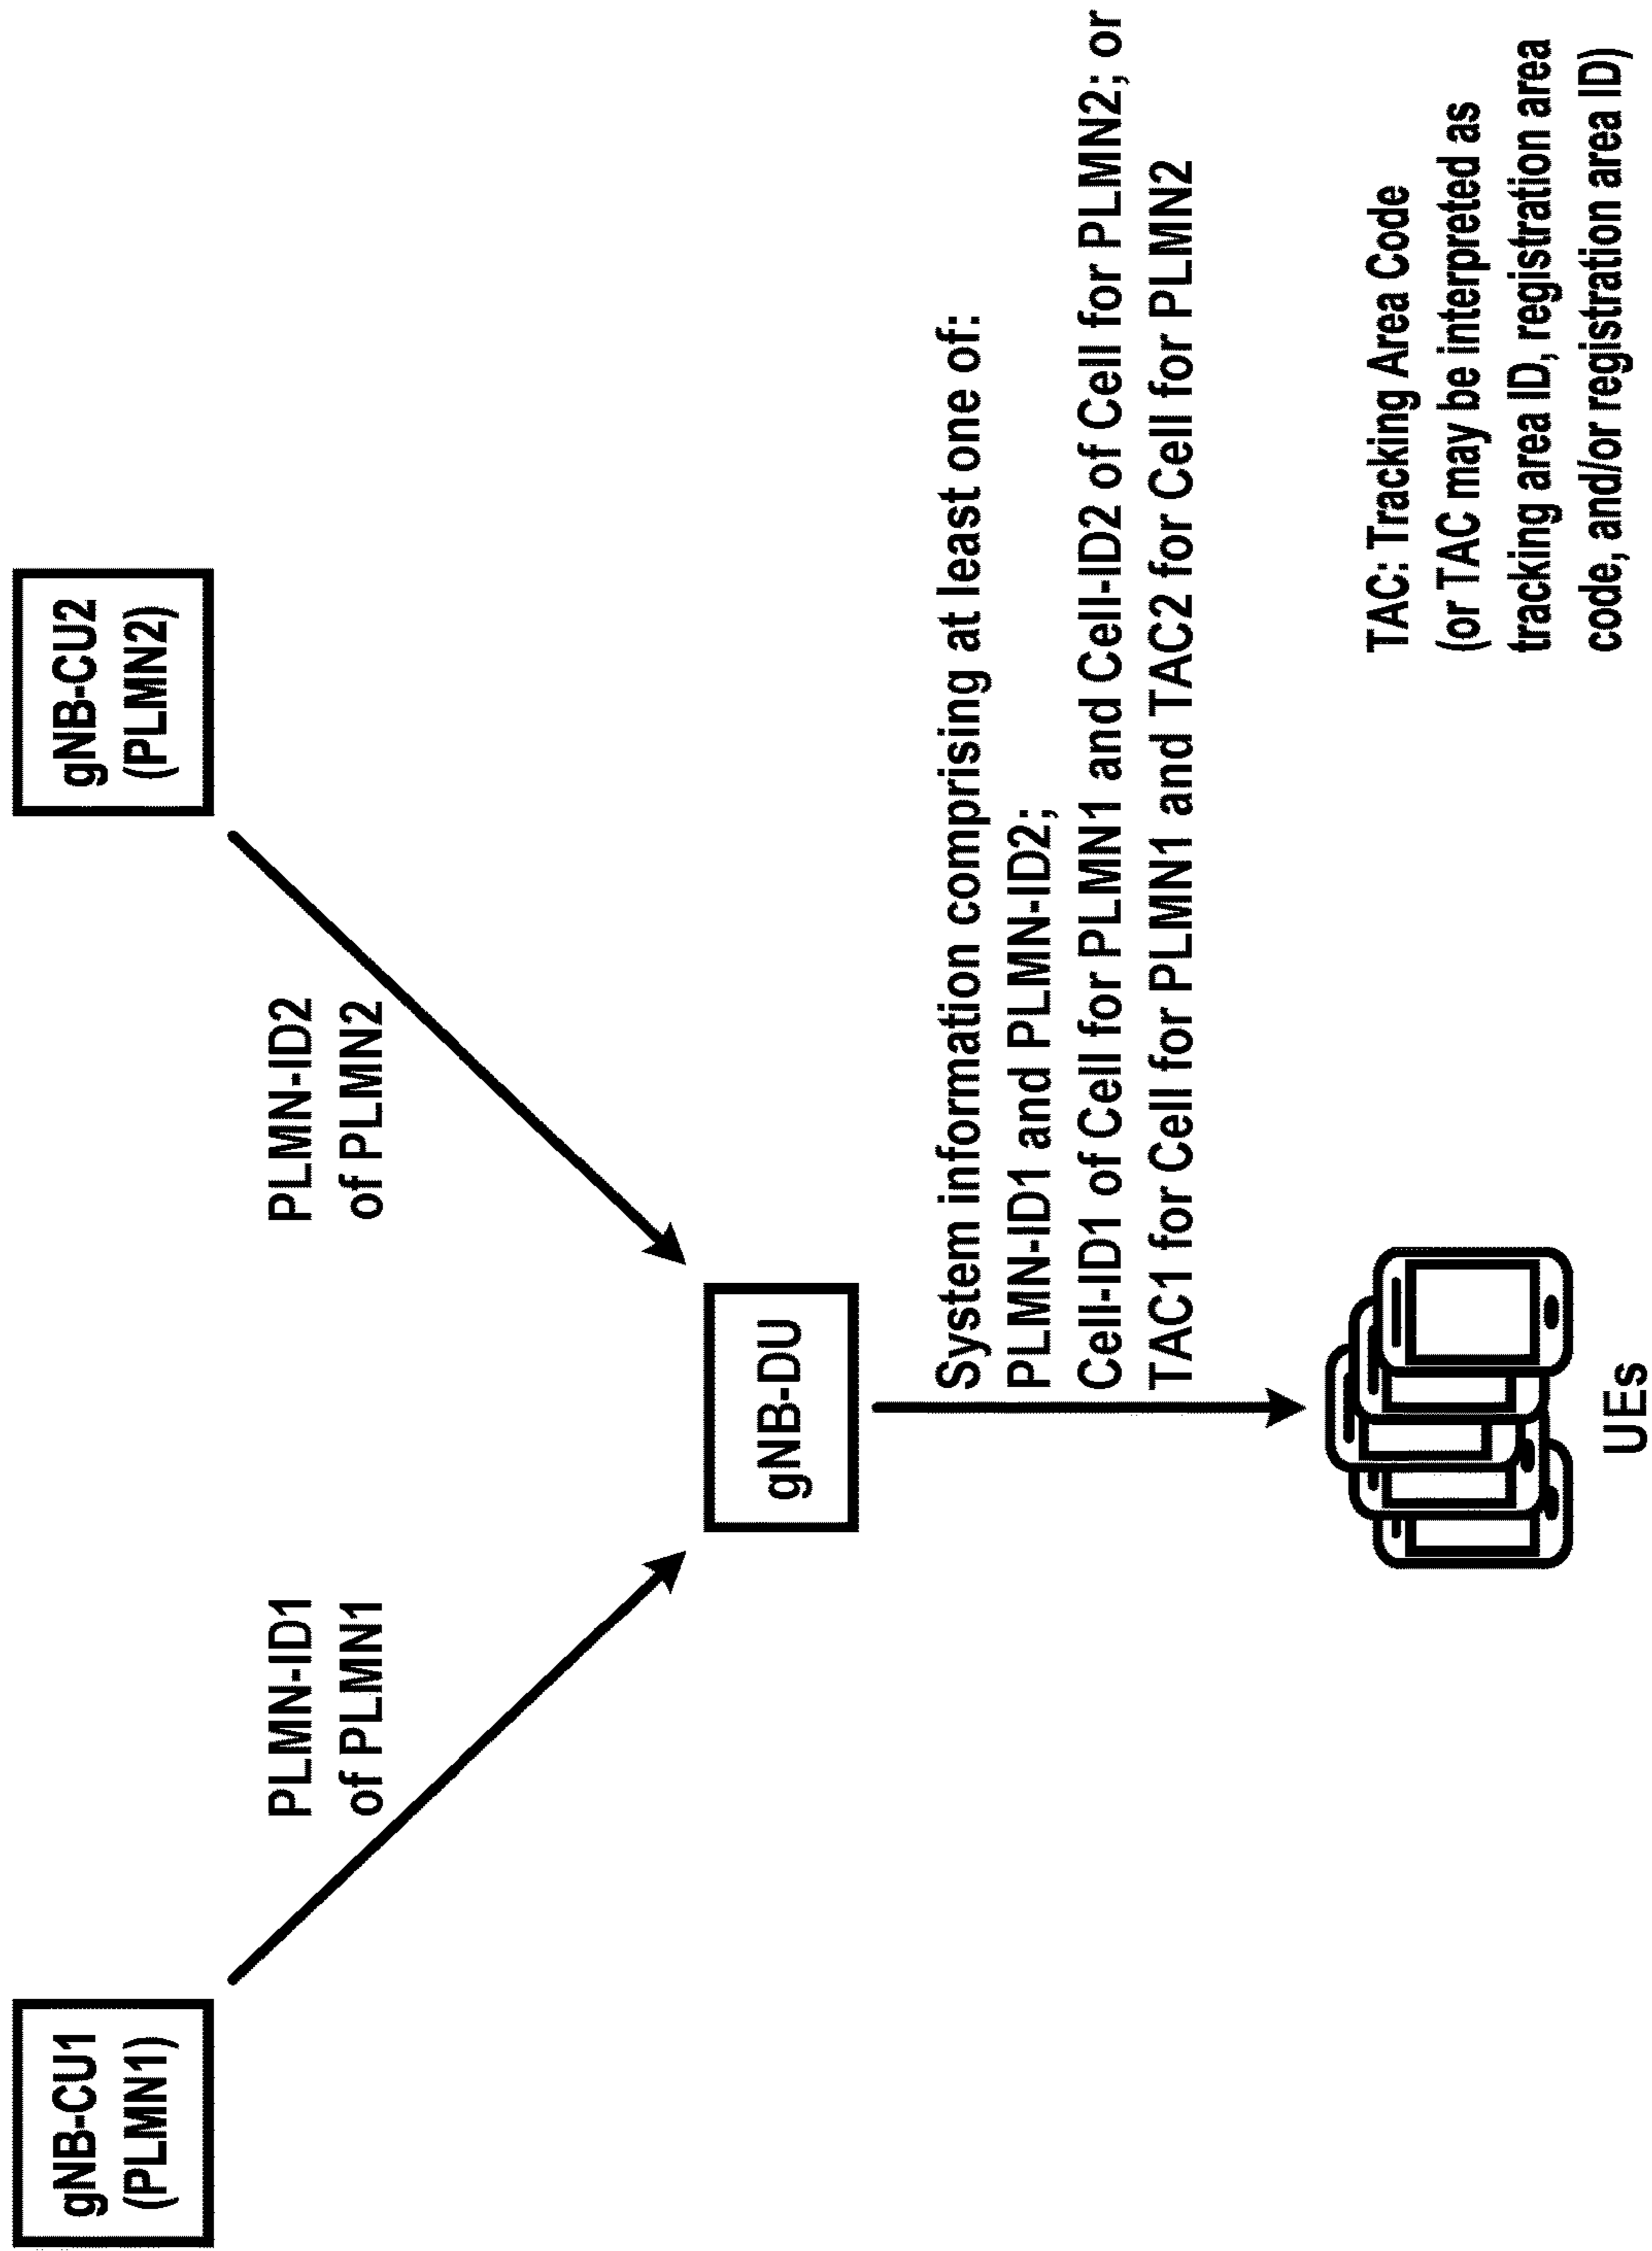 gNB-CU1
(PLMN1)
gNB-CU2
(PLMN2)
PLMN-ID1
of PLMN1
PLMN-ID2
of PLMN2
gNB-DU
System information comprising at least one of:
PLMN-ID1 and PLMN-ID2;
Cell-ID1 of Cell for PLMN1 and Cell-ID2 of Cell for PLMN2; or
TAC1 for Cell for PLMN1 and TAC2 for Cell for PLMN2
UEs
TAC: Tracking Area Code
(or TAC may be interpreted as
tracking area ID, registration area
code, and/or registration area ID)